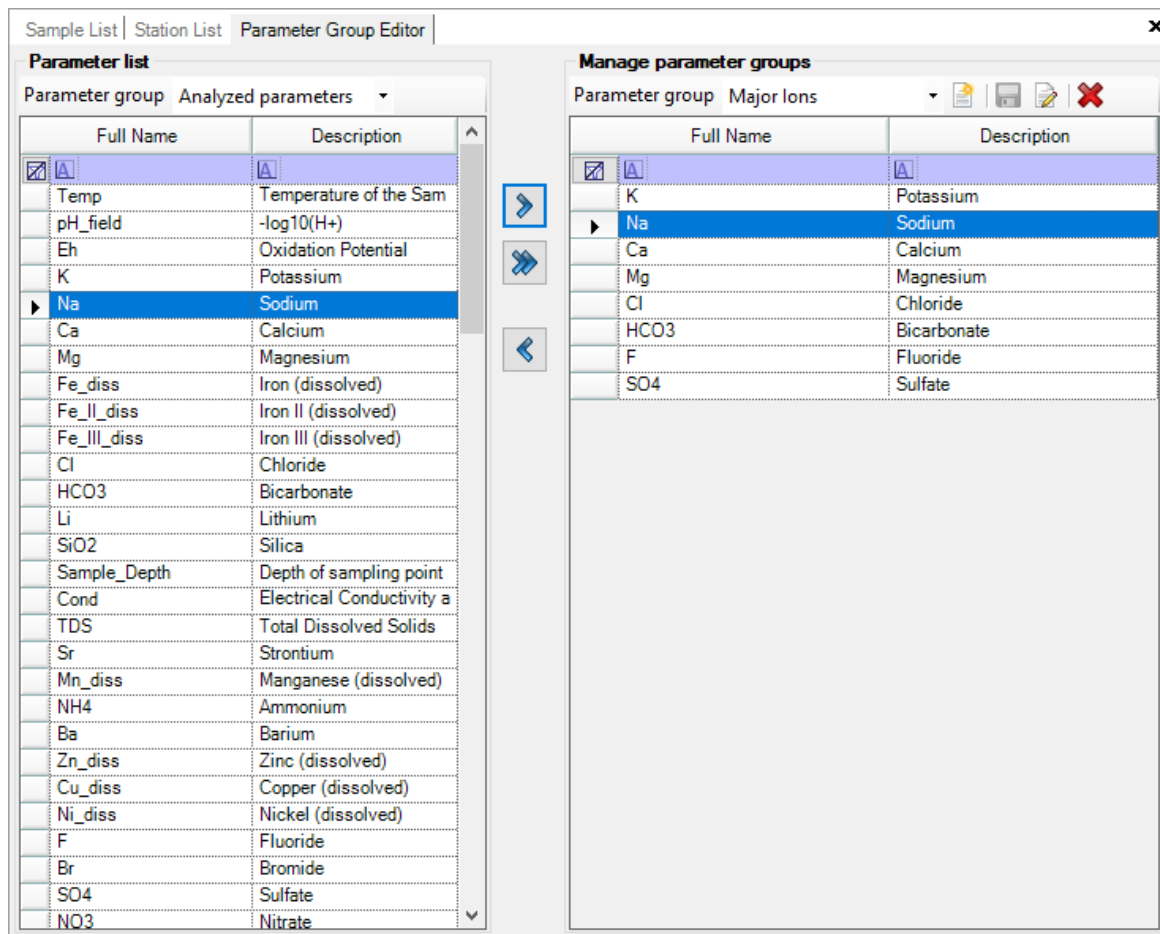 Sample List Station List Parameter Group Editor
Parameter list
Parameter group Analyzed parameters
Full Name Description
A A
Temp Temperature of the Sam
pH_field -log10(H+)
Eh Oxidation Potential
K Potassium
Na Sodium
Ca Calcium
Mg Magnesium
Fe_diss Iron (dissolved)
Fe_II_diss Iron II (dissolved)
Fe_III_diss Iron III (dissolved)
Cl Chloride
HCO3 Bicarbonate
Li Lithium
SiO2 Silica
Sample_Depth Depth of sampling point
Cond Electrical Conductivity a
TDS Total Dissolved Solids
Sr Strontium
Mn_diss Manganese (dissolved)
NH4 Ammonium
Ba Barium
Zn_diss Zinc (dissolved)
Cu_diss Copper (dissolved)
Ni_diss Nickel (dissolved)
F Fluoride
Br Bromide
SO4 Sulfate
NO3 Nitrate
Manage parameter groups
Parameter group Major Ions
Full Name Description
A A
K Potassium
Na Sodium
Ca Calcium
Mg Magnesium
Cl Chloride
HCO3 Bicarbonate
F Fluoride
SO4 Sulfate